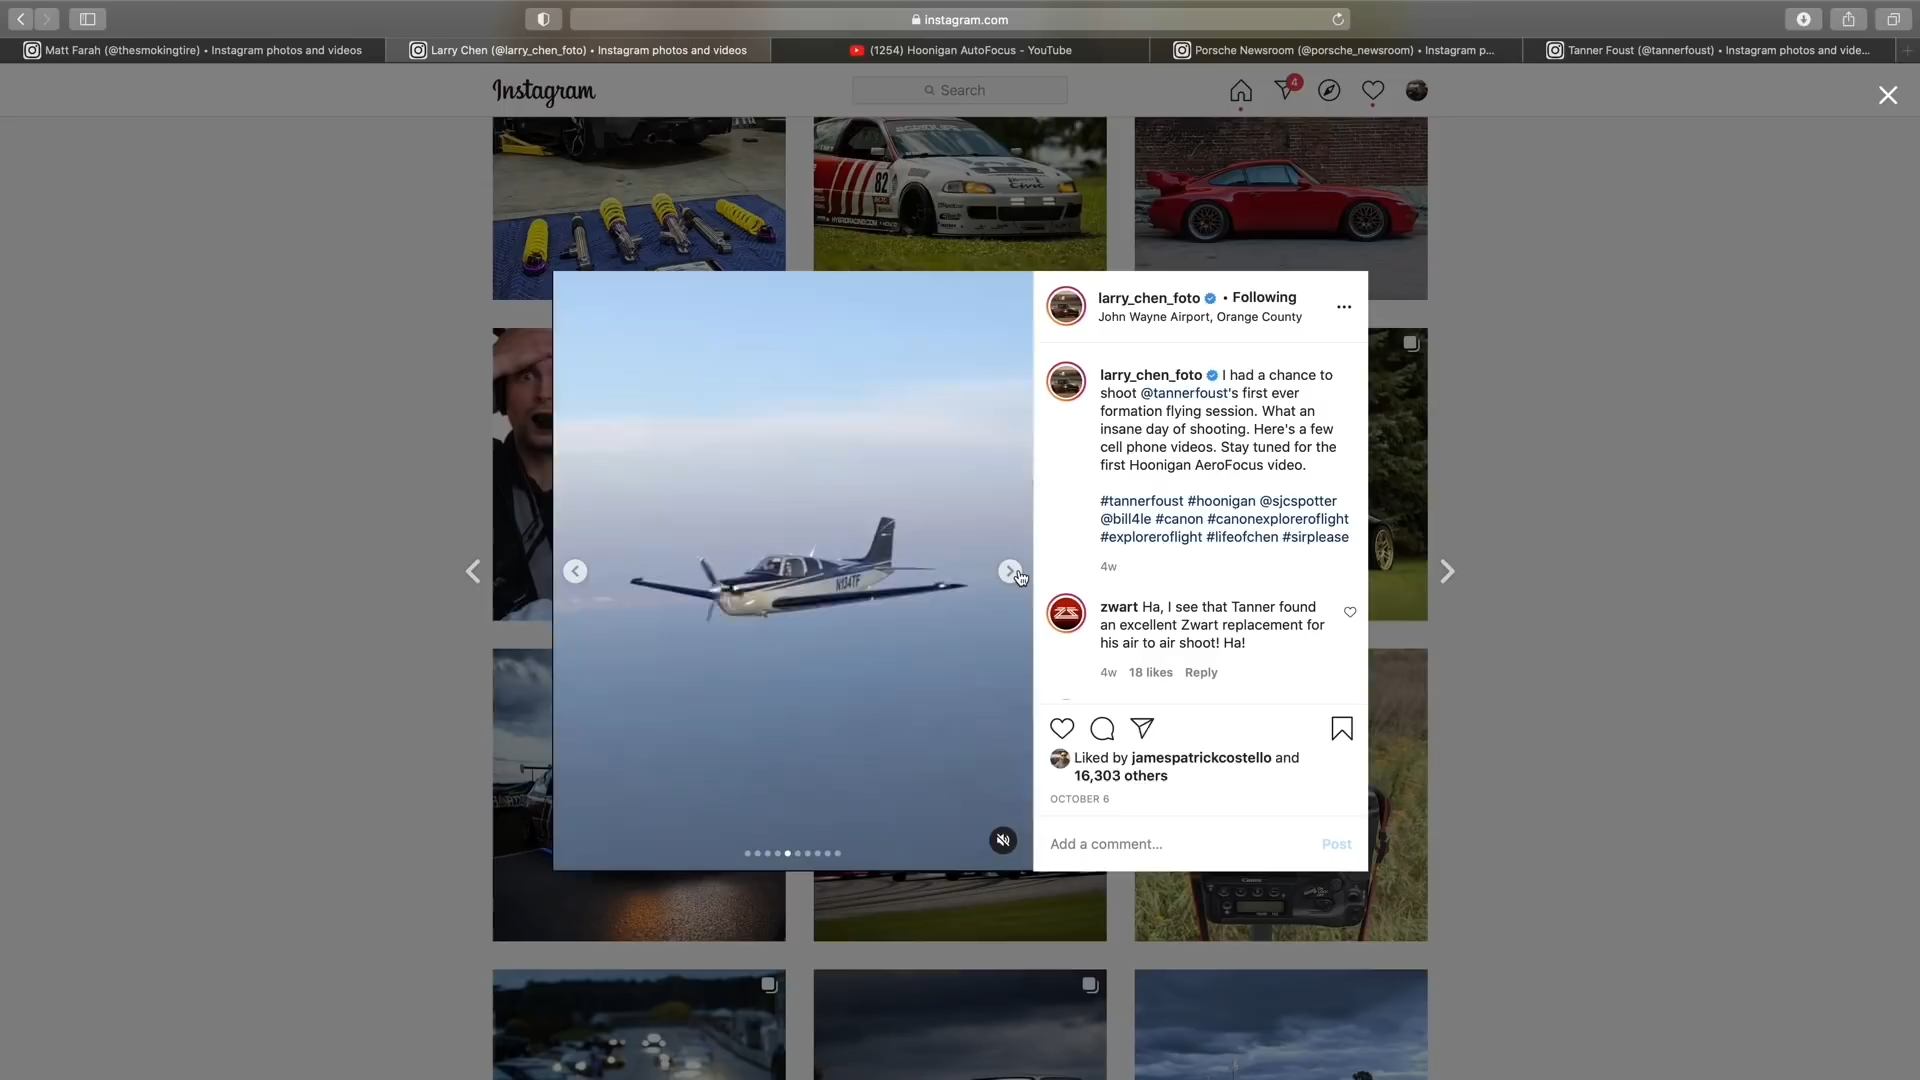 instagram.com
Matt Farah (@thesmokingtire) • Instagram photos and videos
Larry Chen (@larry_chen_foto) • Instagram photos and videos
(1254) Hoonigan AutoFocus - YouTube
Porsche Newsroom (@porsche_newsroom) • Instagram p...
Tanner Foust (@tannerfoust) • Instagram photos and vide...
Instagram
Search
4
82
Civic
N134TF
larry_chen_foto • Following
John Wayne Airport, Orange County
larry_chen_foto I had a chance to
shoot @tannerfoust's first ever
formation flying session. What an
insane day of shooting. Here's a few
cell phone videos. Stay tuned for the
first Hoonigan AeroFocus video.
#tannerfoust #hoonigan @sjcspotter
@bill4le #canon #canonexploreroflight
#exploreroflight #lifeofchen #sirplease
4w
zwart Ha, I see that Tanner found
an excellent Zwart replacement for
his air to air shoot! Ha!
4w 18 likes Reply
Liked by jamespatrickcostello and
16,303 others
OCTOBER 6
Add a comment...
Post